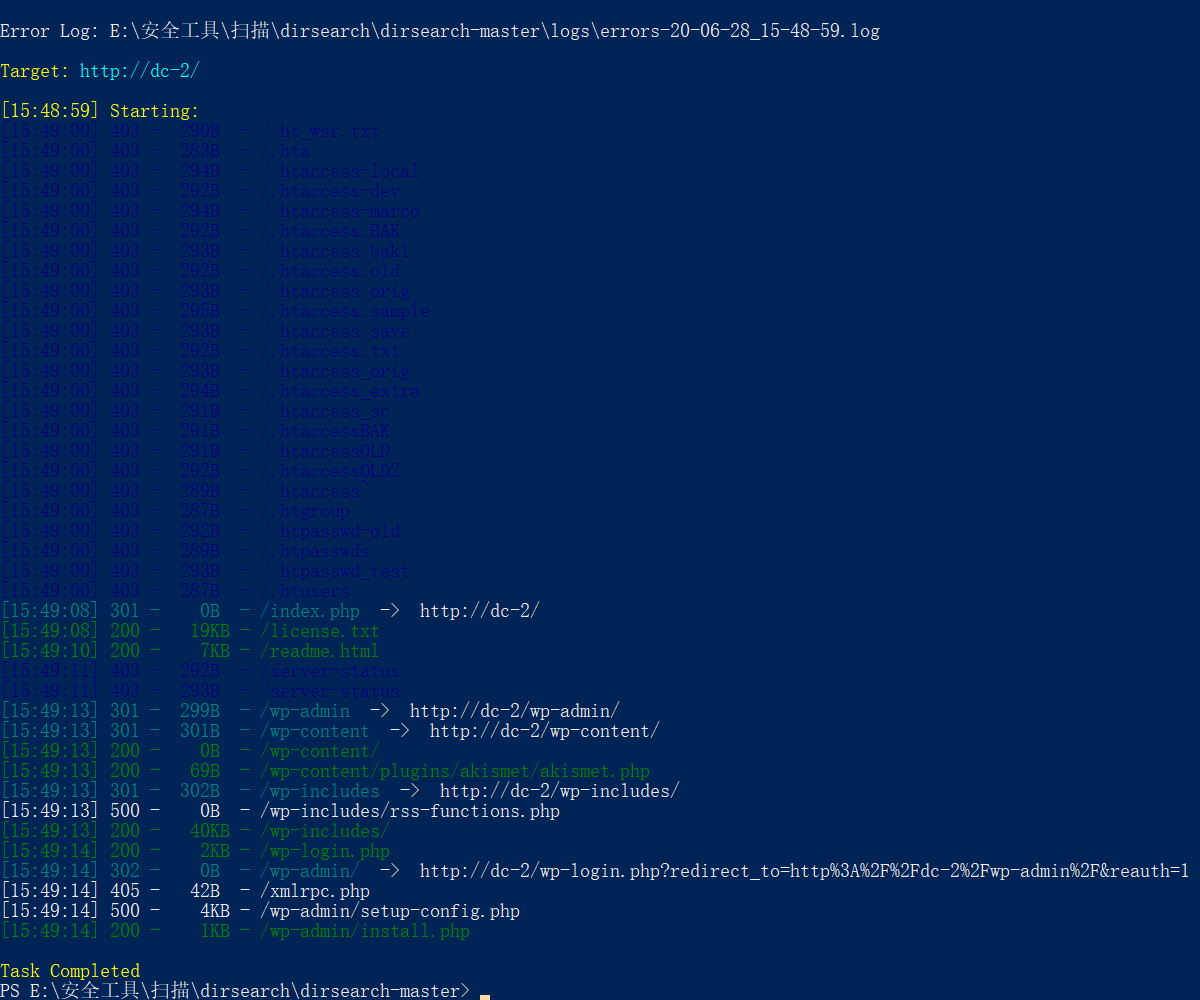 Error Log: E:\安全工具\扫描\dirsearch\dirsearch-master\logs\errors-20-06-28_15-48-59.log
Target: http://dc-2/
[15:48:59] Starting:
[15:49:00] 403 -  290B  - /.ht_wsr.txt
[15:49:00] 403 -  283B  - /.hta
[15:49:00] 403 -  294B  - /.htaccess-local
[15:49:00] 403 -  292B  - /.htaccess-dev
[15:49:00] 403 -  294B  - /.htaccess-marco
[15:49:00] 403 -  292B  - /.htaccess.BAK
[15:49:00] 403 -  293B  - /.htaccess.bak1
[15:49:00] 403 -  292B  - /.htaccess.old
[15:49:00] 403 -  293B  - /.htaccess.orig
[15:49:00] 403 -  295B  - /.htaccess.sample
[15:49:00] 403 -  293B  - /.htaccess.save
[15:49:00] 403 -  292B  - /.htaccess.txt
[15:49:00] 403 -  293B  - /.htaccess_orig
[15:49:00] 403 -  294B  - /.htaccess_extra
[15:49:00] 403 -  291B  - /.htaccess_sc
[15:49:00] 403 -  291B  - /.htaccessBAK
[15:49:00] 403 -  291B  - /.htaccessOLD
[15:49:00] 403 -  292B  - /.htaccessOLD2
[15:49:00] 403 -  289B  - /.htaccess~
[15:49:00] 403 -  287B  - /.htgroup
[15:49:00] 403 -  292B  - /.htpasswd-old
[15:49:00] 403 -  289B  - /.htpasswds
[15:49:00] 403 -  293B  - /.htpasswd_test
[15:49:00] 403 -  287B  - /.htusers
[15:49:08] 301 -    0B  - /index.php  ->  http://dc-2/
[15:49:08] 200 -   19KB - /license.txt
[15:49:10] 200 -    7KB - /readme.html
[15:49:11] 403 -  292B  - /server-status
[15:49:11] 403 -  293B  - /server-status/
[15:49:13] 301 -  299B  - /wp-admin  ->  http://dc-2/wp-admin/
[15:49:13] 301 -  301B  - /wp-content  ->  http://dc-2/wp-content/
[15:49:13] 200 -    0B  - /wp-content/
[15:49:13] 200 -   69B  - /wp-content/plugins/akismet/akismet.php
[15:49:13] 301 -  302B  - /wp-includes  ->  http://dc-2/wp-includes/
[15:49:13] 500 -    0B  - /wp-includes/rss-functions.php
[15:49:13] 200 -   40KB - /wp-includes/
[15:49:14] 200 -    2KB - /wp-login.php
[15:49:14] 302 -    0B  - /wp-admin/  ->  http://dc-2/wp-login.php?redirect_to=http%3A%2F%2Fdc-2%2Fwp-admin%2F&reauth=1
[15:49:14] 405 -   42B  - /xmlrpc.php
[15:49:14] 500 -    4KB - /wp-admin/setup-config.php
[15:49:14] 200 -    1KB - /wp-admin/install.php
Task Completed
PS E:\安全工具\扫描\dirsearch\dirsearch-master>